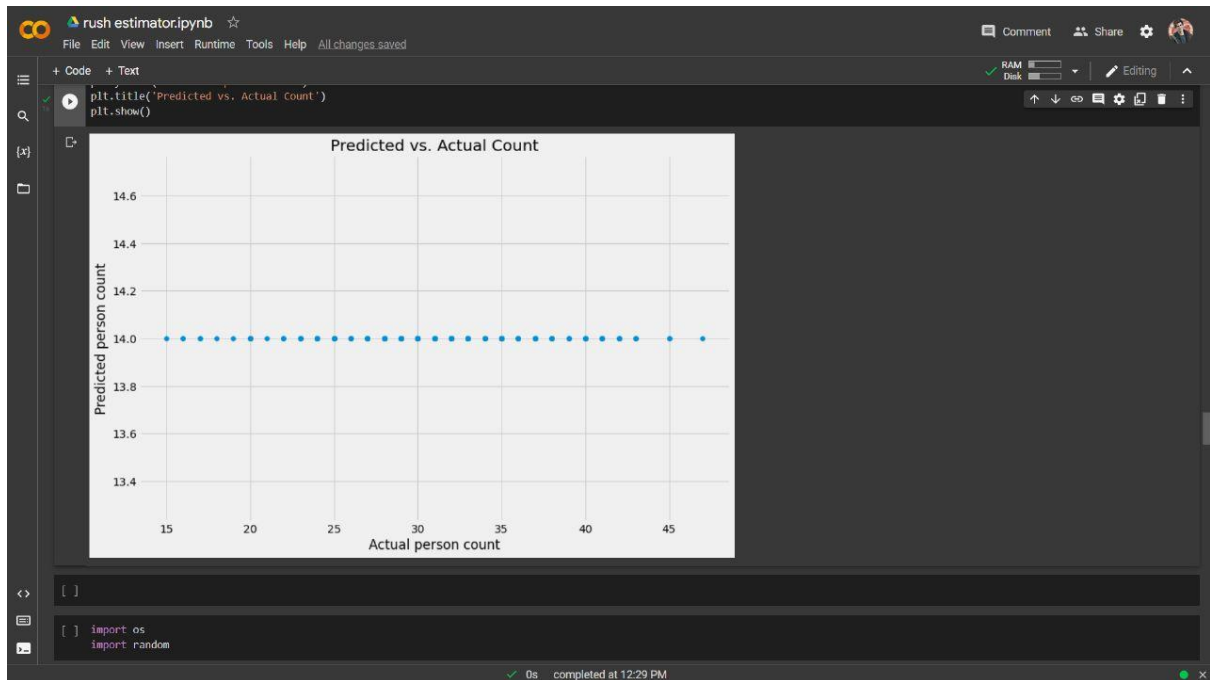 CO rush estimator.ipynb
Comment Share
File Edit View Insert Runtime Tools Help All changes saved
+ Code + Text
RAM
Disk
Editing
plt.title('Predicted vs. Actual Count')
plt.show()
{x}
Predicted vs. Actual Count
14.6
14.4
14.2
14.0
13.8
13.6
13.4
Predicted person count
15 20 25 30 35 40 45
Actual person count
[ ]
[ ] import os
import random
0s completed at 12:29 PM